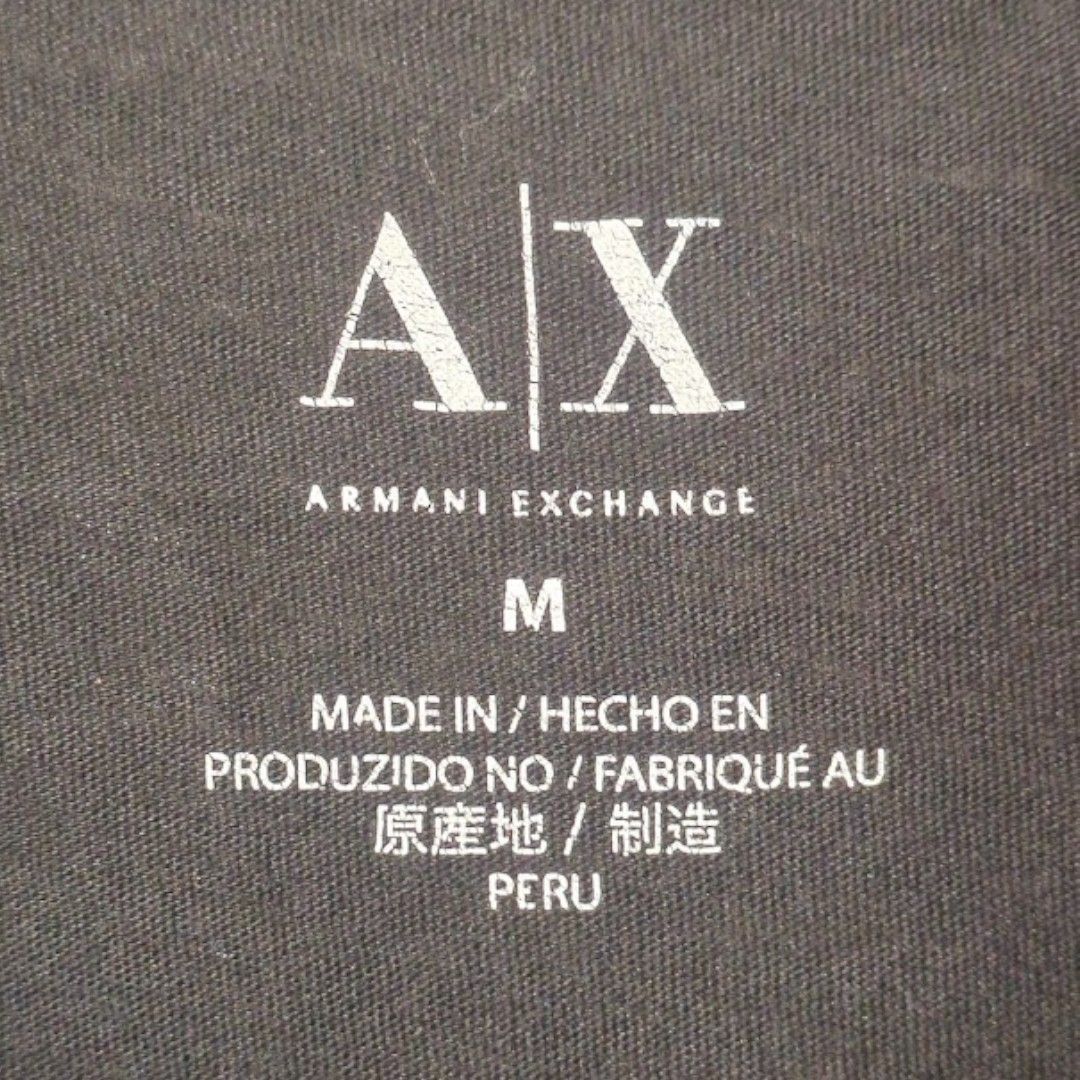 A|X
ARMANI EXCHANGE
M
MADE IN / HECHO EN
PRODUZIDO NO / FABRIQUÉ AU
原産地 / 制造
PERU